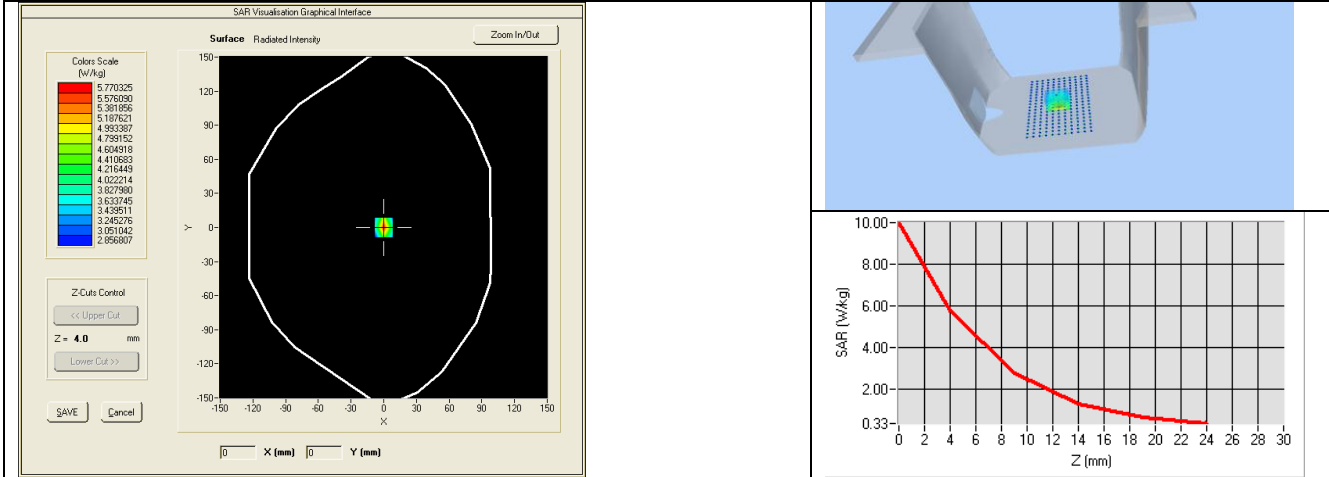 SAR Visualisation Graphical Interface
Surface Radiated Intensity
Zoom In/Out
Colors Scale
(W/kg)
5.770325
5.576090
5.381856
5.187621
4.993387
4.799152
4.604918
4.410683
4.216449
4.022214
3.827980
3.633745
3.439511
3.245276
3.051042
2.856807
Z-Cuts Control
<< Upper Cut
Z = 4.0 mm
Lower Cut >>
SAVE Cancel
150
120
90
60
30
0
-30
-60
-90
-120
-150
Y
-150 -120 -90 -60 -30 0 30 60 90 120 150
X
0 X (mm) 0 Y (mm)
10.00
8.00
6.00
4.00
2.00
0.33
SAR (W/kg)
0 2 4 6 8 10 12 14 16 18 20 22 24 26 28 30
Z (mm)